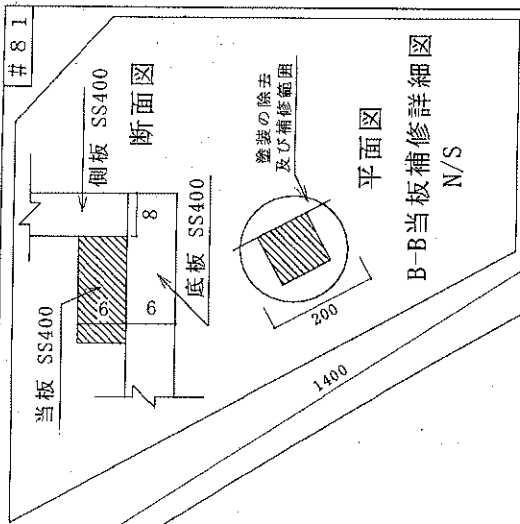 #81
側板 SS400
断面図
当板 SS400
6
6
8
底板 SS400
塗装の除去
及び補修範囲
平面図
200
1400
B-B当板補修詳細図
N/S